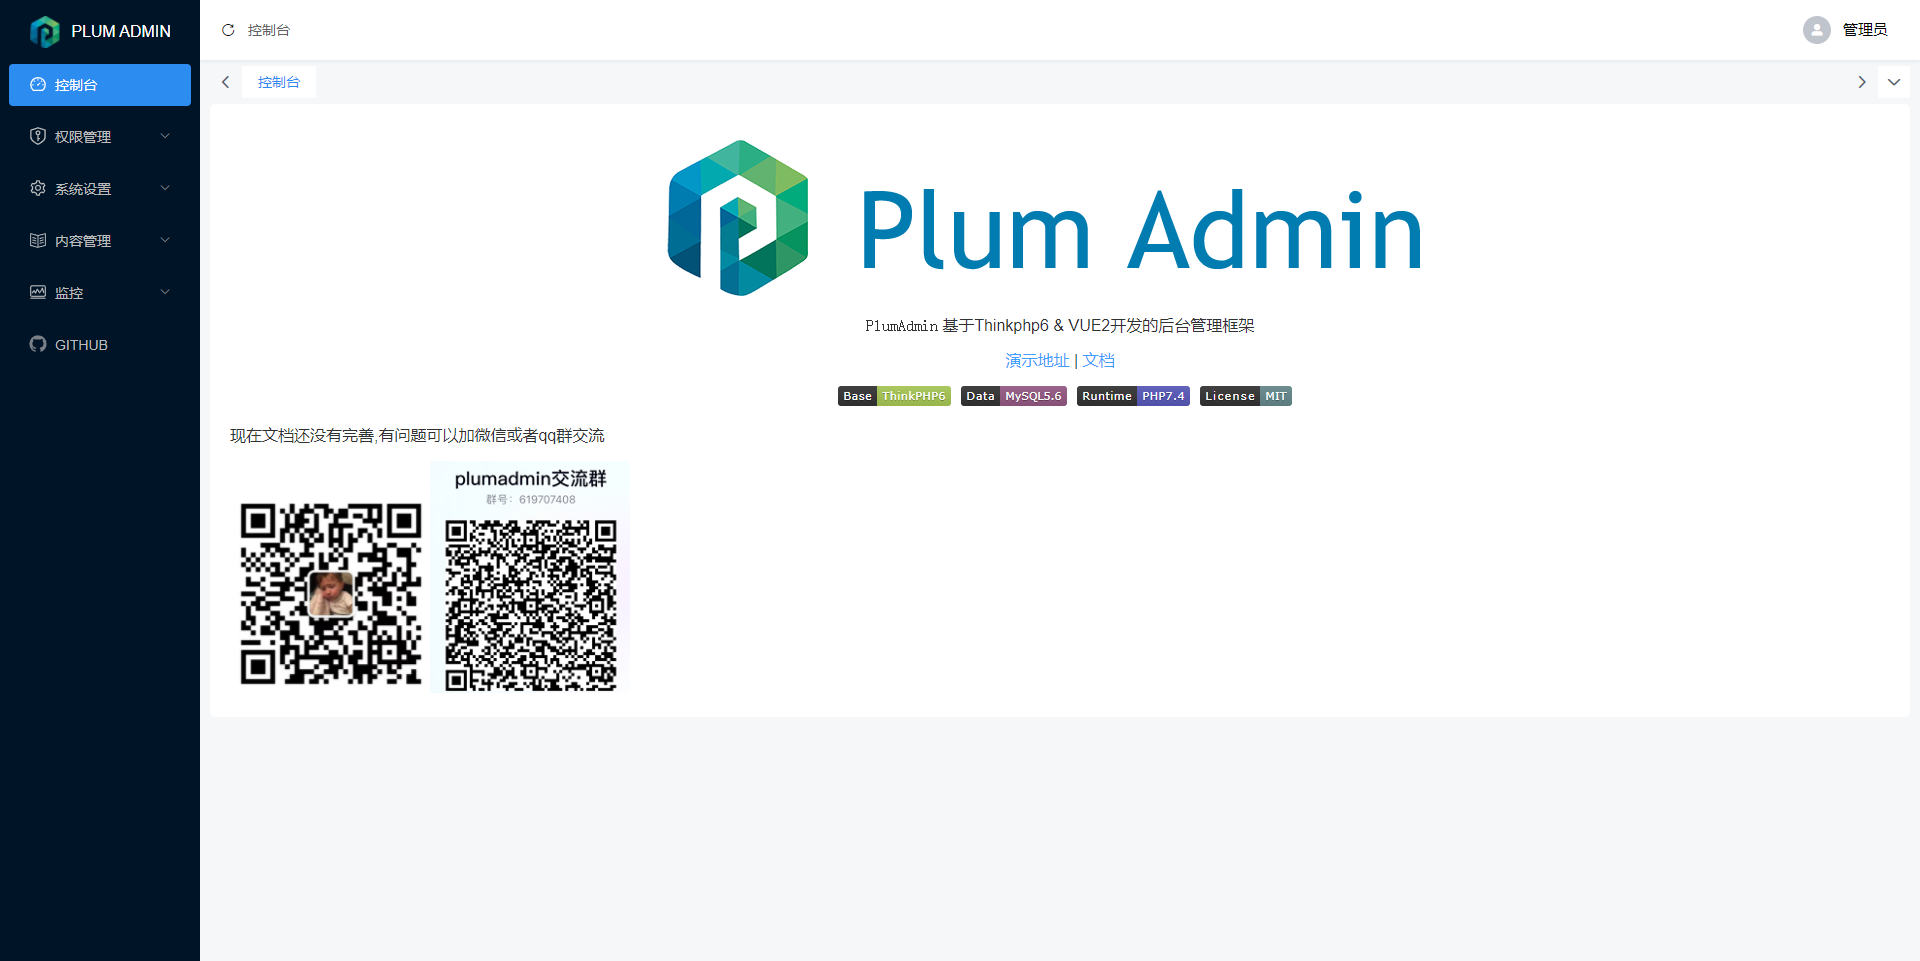 PLUM ADMIN
控制台
权限管理
系统设置
内容管理
监控
GITHUB
控制台
管理员
控制台
Plum Admin
PlumAdmin 基于Thinkphp6 & VUE2开发的后台管理框架
演示地址 | 文档
Base ThinkPHP6 Data MySQL5.6 Runtime PHP7.4 License MIT
现在文档还没有完善,有问题可以加微信或者qq群交流
plumadmin交流群
群号：619707408